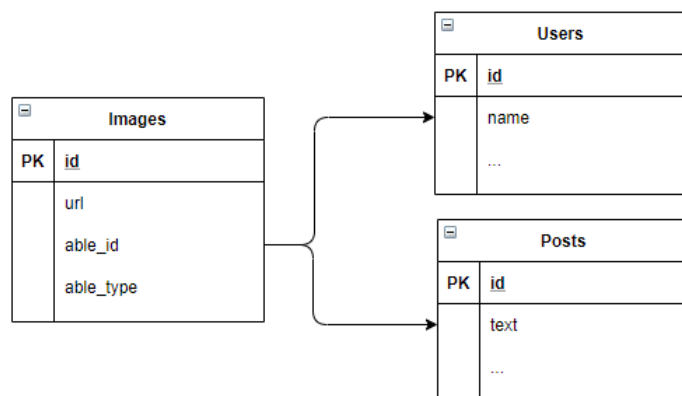 Images
PK id
url
able_id
able_type
Users
PK id
name
...
Posts
PK id
text
...